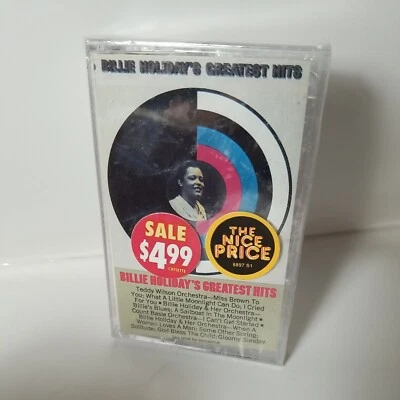 BILLIE HOLIDAY'S GREATEST HITS
SALE
$4.99
CASSETTE
THE
NICE
PRICE
BILLIE HOLIDAY'S GREATEST HITS
Teddy Wilson Orchestra—Miss Brown To
You; What A Little Moonlight Can Do; I Cried
For You • Billie Holiday & Her Orchestra—
Billie's Blues; A Sailboat In The Moonlight •
Count Basie Orchestra—I Can't Get Started •
Billie Holiday & Her Orchestra—When A
Woman Loves A Man; Some Other Spring;
Solitude; God Bless The Child; Gloomy Sunday